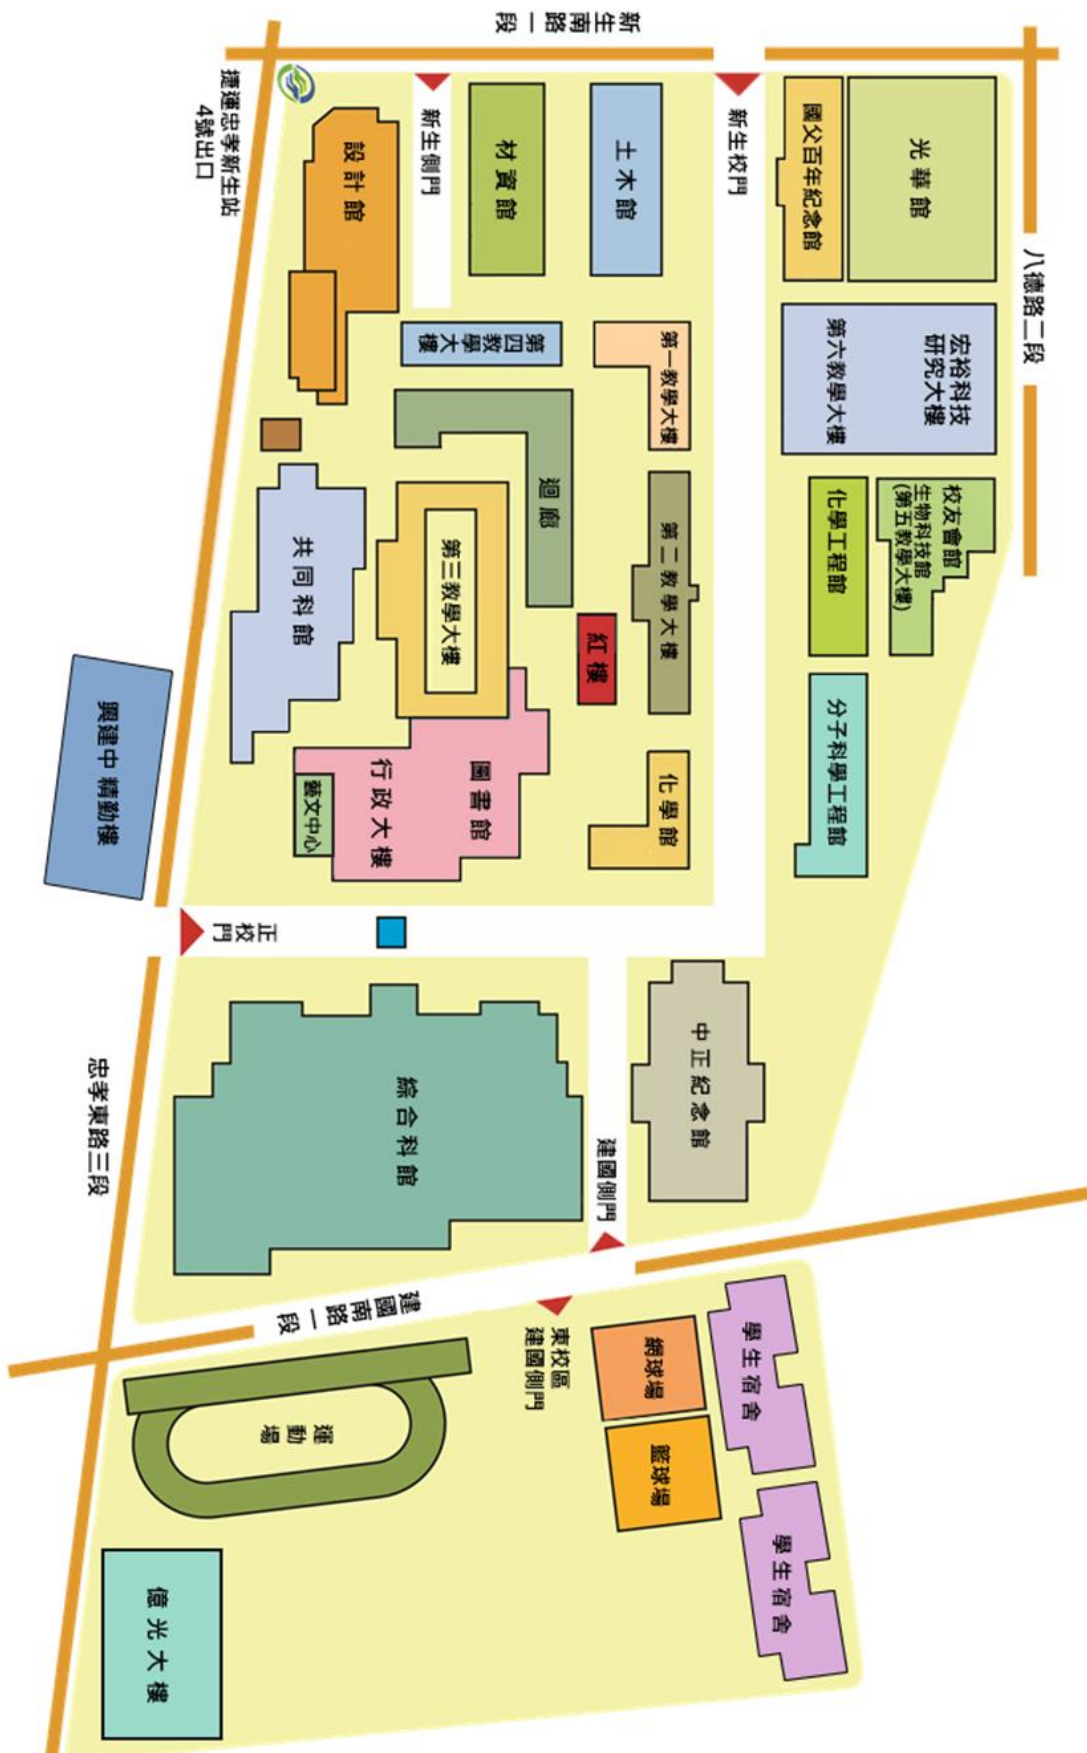 新生南路一段
八德路二段
光華館
國父百年紀念館
新生校門
土木館
材資館
新生側門
設計館
捷運忠孝新生站
4號出口
宏裕科技
研究大樓
第六教學大樓
第一教學大樓
第四教學大樓
校友會館
生物科技館
(第五教學大樓)
化學工程館
第二教學大樓
迴廊
第三教學大樓
共同科館
紅樓
分子科學工程館
化學館
圖書館
行政大樓
藝文中心
興建中 精勤樓
正校門
中正紀念館
綜合科館
建國側門
忠孝東路三段
建國南路一段
東校區
建國側門
學生宿舍
網球場
籃球場
運動場
學生宿舍
億光大樓